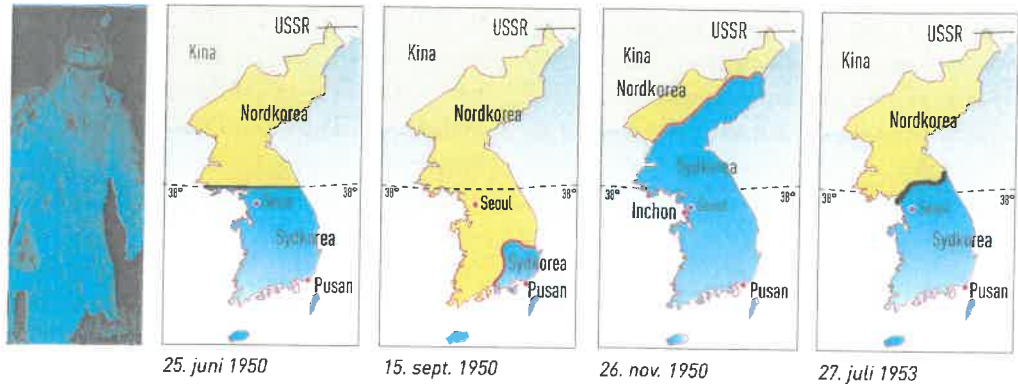 USSR
Kina
Nordkorea
38°
38°
Seoul
Sydkorea
Pusan
25. juni 1950
USSR
Kina
Nordkorea
38°
Seoul
Sydkorea
Pusan
15. sept. 1950
USSR
Kina
Nordkorea
Sydkorea
38°
38°
Inchon
Seoul
Pusan
26. nov. 1950
USSR
Kina
Nordkorea
38°
Seoul
Sydkorea
Pusan
27. juli 1953